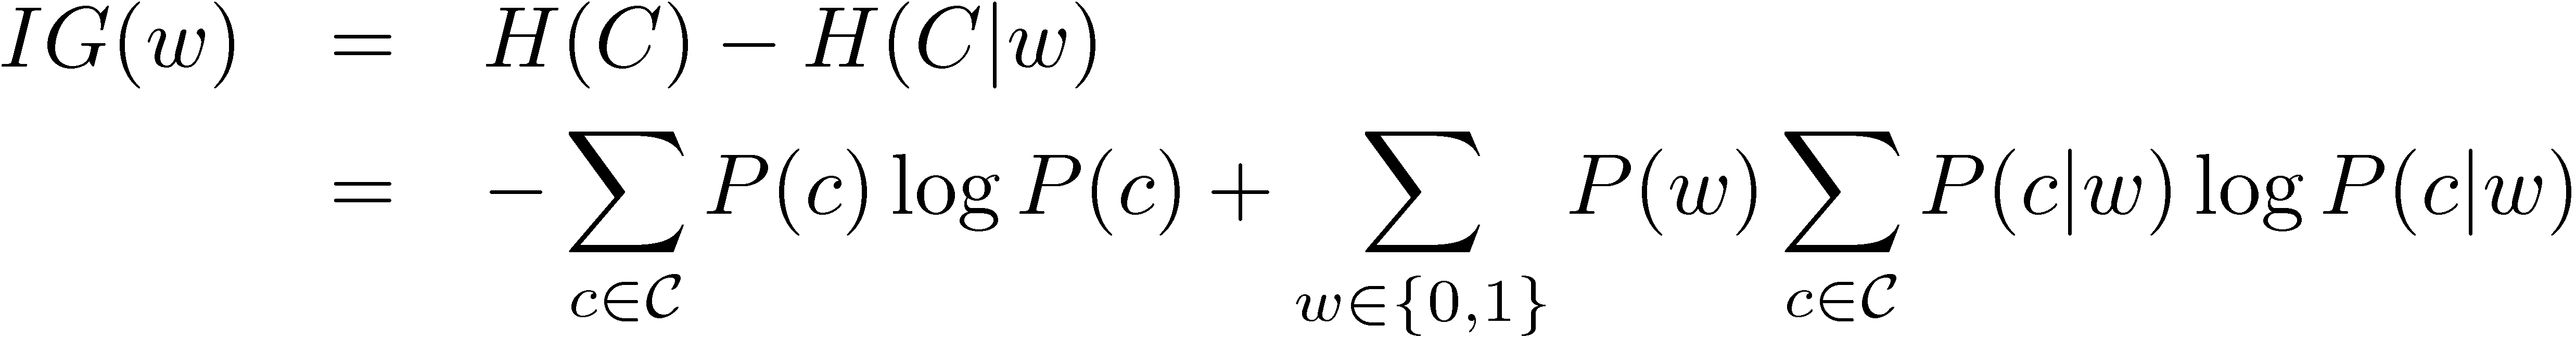 IG(w) = H(C) − H(C|w)
= − ∑_{c∈𝒞} P(c) log P(c) + ∑_{w∈{0,1}} P(w) ∑_{c∈𝒞} P(c|w) log P(c|w)